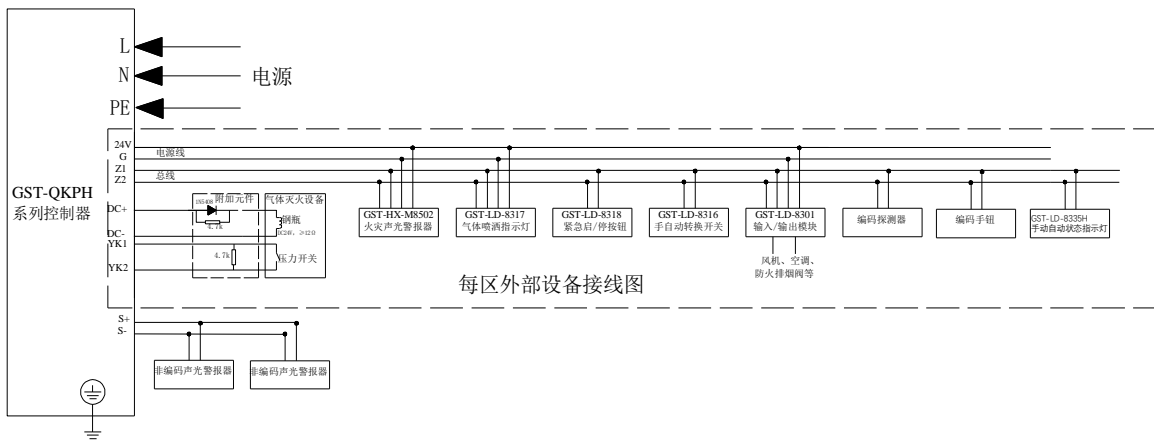 L
N
电源
PE
24V
G
电源线
Z1
Z2
总线
GST-QKPH
系列控制器
DC+
DC-
YK1
YK2
1N5408
附加元件
4.7k
4.7k
气体灭火设备
钢瓶
DC24V, ≥12Ω
压力开关
GST-HX-M8502
火灾声光警报器
GST-LD-8317
气体喷洒指示灯
GST-LD-8318
紧急启/停按钮
GST-LD-8316
手自动转换开关
GST-LD-8301
输入/输出模块
风机、空调、
防火排烟阀等
编码探测器
编码手钮
GST-LD-8335H
手动自动状态指示灯
每区外部设备接线图
S+
S-
非编码声光警报器
非编码声光警报器